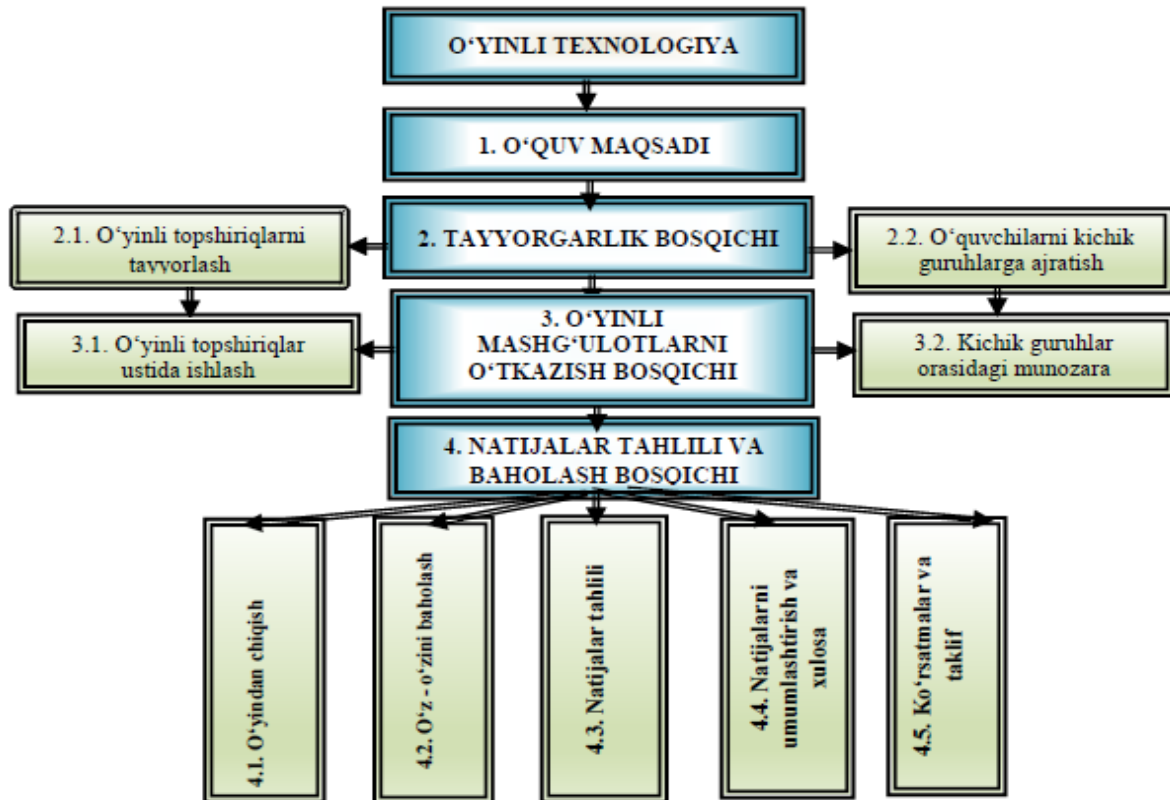 O‘YINLI TEXNOLOGIYA
1. O‘QUV MAQSADI
2. TAYYORGARLIK BOSQICHI
2.1. O‘yinli topshiriqlarni
tayyorlash
2.2. O‘quvchilarni kichik
guruhlarga ajratish
3. O‘YINLI
MASHG‘ULOTLARNI
O‘TKAZISH BOSQICHI
3.1. O‘yinli topshiriqlar
ustida ishlash
3.2. Kichik guruhlar
orasidagi munozara
4. NATIJALAR TAHLILI VA
BAHOLASH BOSQICHI
4.1. O‘yindan chiqish
4.2. O‘z - o‘zini baholash
4.3. Natijalar tahlili
4.4. Natijalarni
umumlashtirish va
xulosa
4.5. Ko‘rsatmalar va
taklif